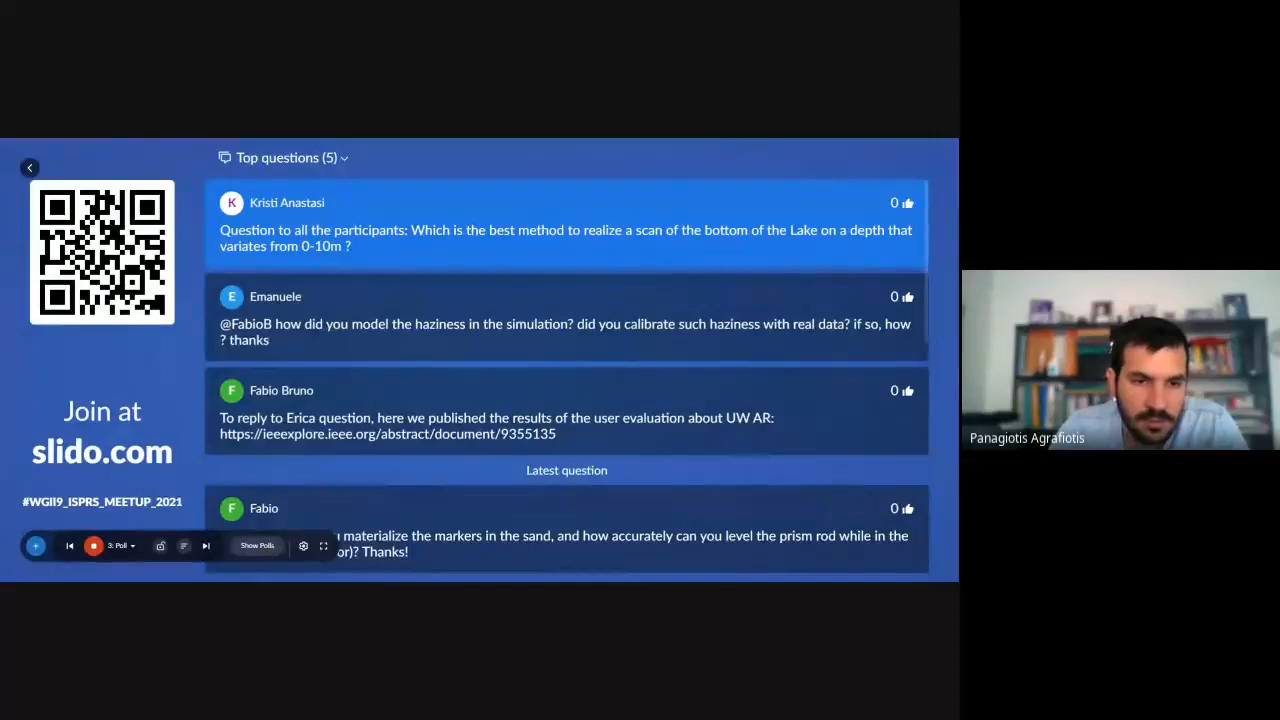 Top questions (5)
K Kristi Anastasi 0
Question to all the participants: Which is the best method to realize a scan of the bottom of the Lake on a depth that
variates from 0-10m ?
E Emanuele 0
@FabioB how did you model the haziness in the simulation? did you calibrate such haziness with real data? if so, how
? thanks
F Fabio Bruno 0
To reply to Erica question, here we published the results of the user evaluation about UW AR:
https://ieeexplore.ieee.org/abstract/document/9355135
Latest question
F Fabio 0
materialize the markers in the sand, and how accurately can you level the prism rod while in the
or)? Thanks!
Join at
slido.com
#WGII9_ISPRS_MEETUP_2021
3: Poll
Show Polls
Panagiotis Agrafiotis